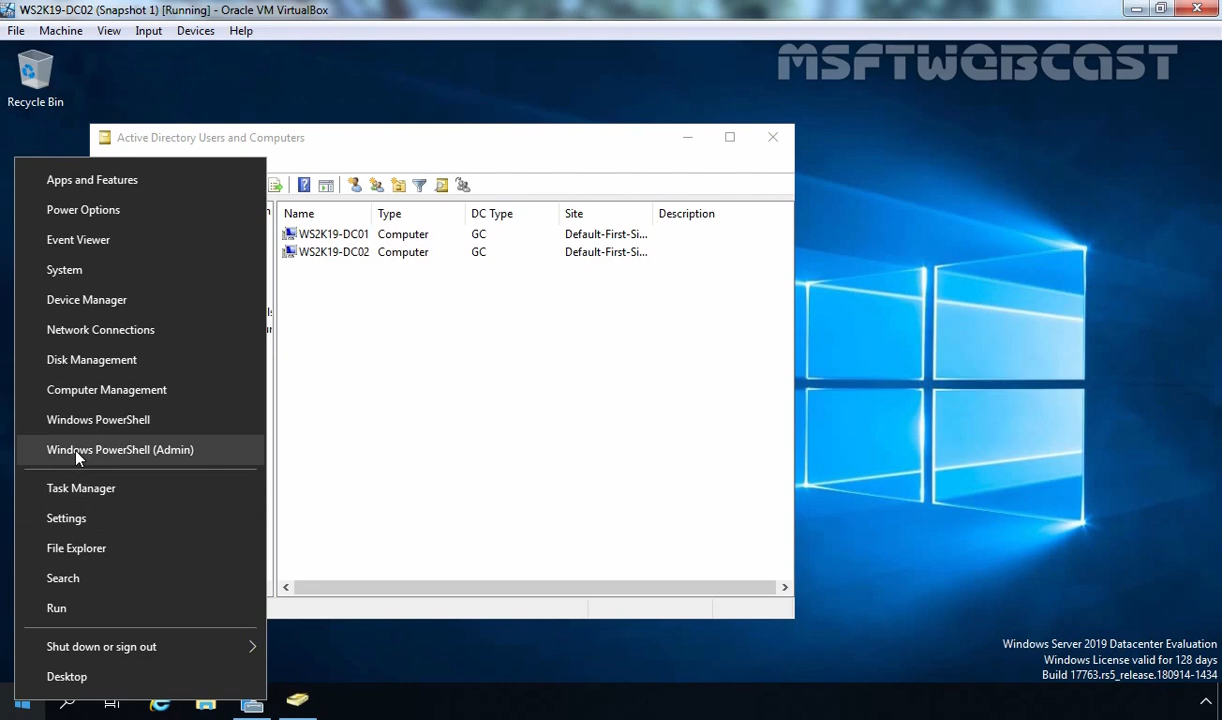 WS2K19-DC02 (Snapshot 1) [Running] - Oracle VM VirtualBox
File Machine View Input Devices Help
MSFTWEBCAST
Recycle Bin
Active Directory Users and Computers
Apps and Features
Power Options
Event Viewer
System
Device Manager
Network Connections
Disk Management
Computer Management
Windows PowerShell
Windows PowerShell (Admin)
Task Manager
Settings
File Explorer
Search
Run
Shut down or sign out
Desktop
Name Type DC Type Site Description
WS2K19-DC01 Computer GC Default-First-Si...
WS2K19-DC02 Computer GC Default-First-Si...
Windows Server 2019 Datacenter Evaluation
Windows License valid for 128 days
Build 17763.rs5_release.180914-1434